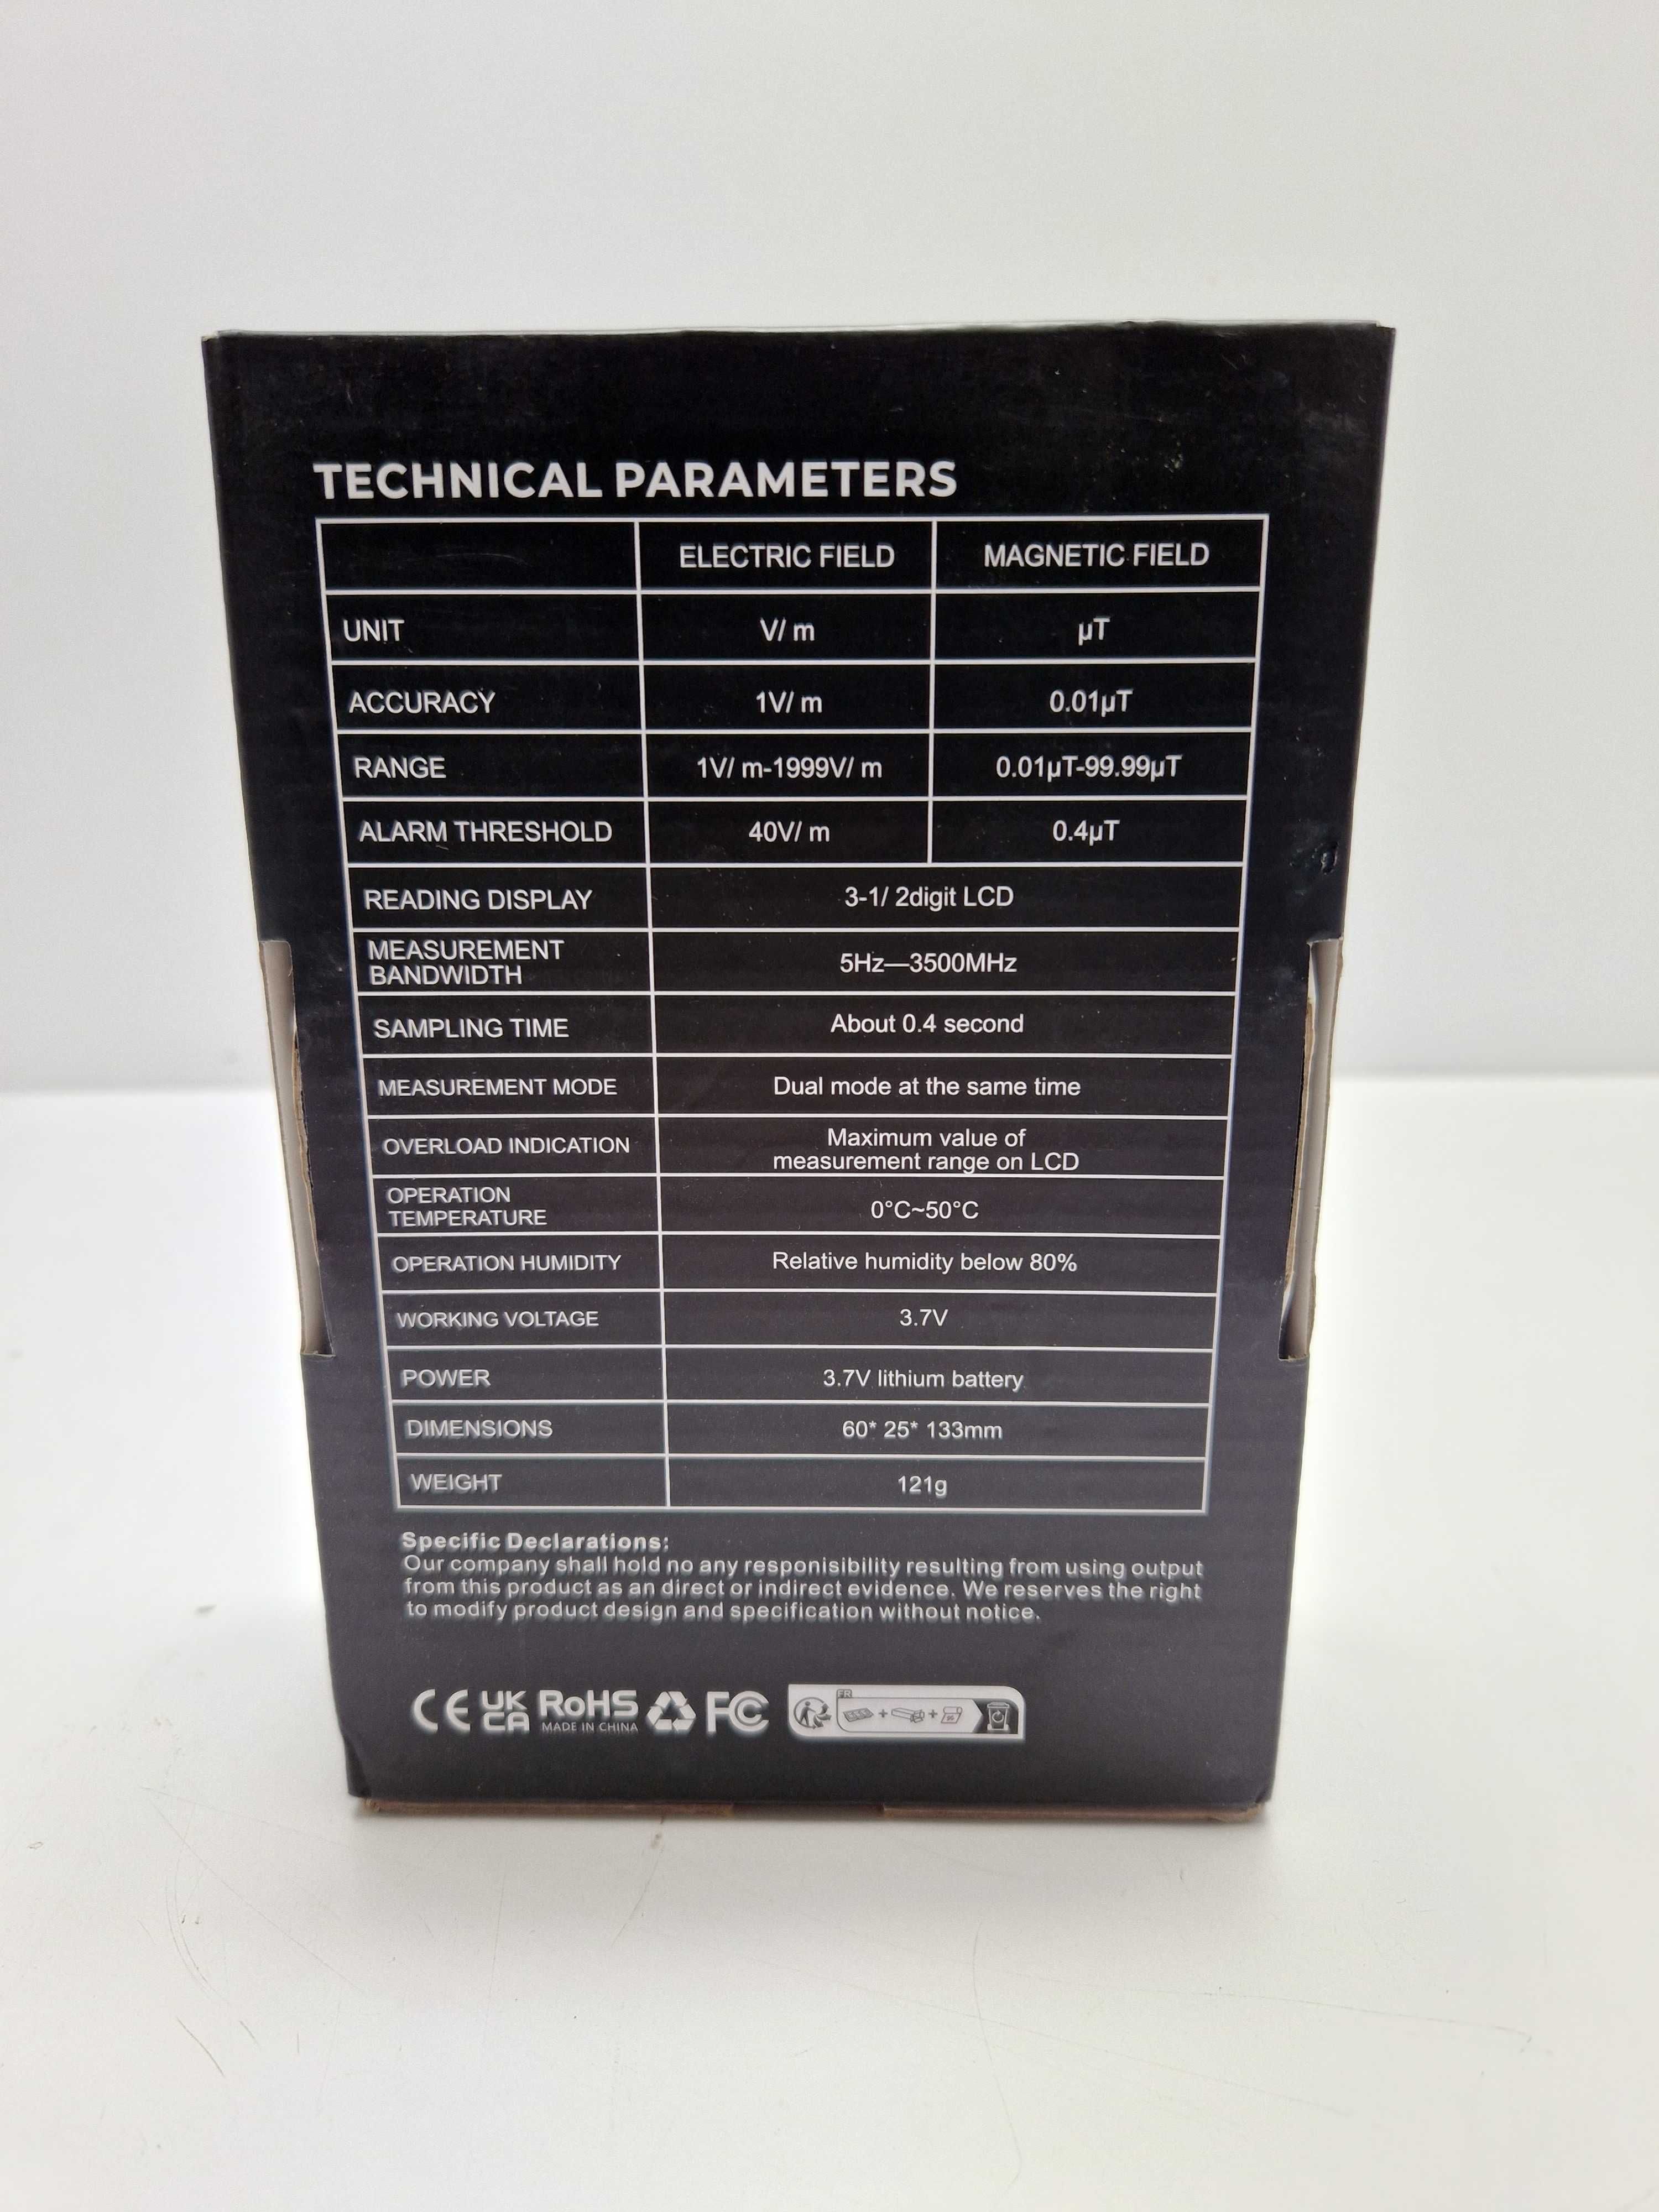 TECHNICAL PARAMETERS
ELECTRIC FIELD MAGNETIC FIELD
UNIT V/ m µT
ACCURACY 1V/ m 0.01µT
RANGE 1V/ m-1999V/ m 0.01µT-99.99µT
ALARM THRESHOLD 40V/ m 0.4µT
READING DISPLAY 3-1/ 2digit LCD
MEASUREMENT
BANDWIDTH 5Hz—3500MHz
SAMPLING TIME About 0.4 second
MEASUREMENT MODE Dual mode at the same time
OVERLOAD INDICATION Maximum value of
measurement range on LCD
OPERATION
TEMPERATURE 0°C~50°C
OPERATION HUMIDITY Relative humidity below 80%
WORKING VOLTAGE 3.7V
POWER 3.7V lithium battery
DIMENSIONS 60* 25* 133mm
WEIGHT 121g
Specific Declarations:
Our company shall hold no any responisibility resulting from using output
from this product as an direct or indirect evidence. We reserves the right
to modify product design and specification without notice.
CE UK CA RoHS FC
MADE IN CHINA
FR